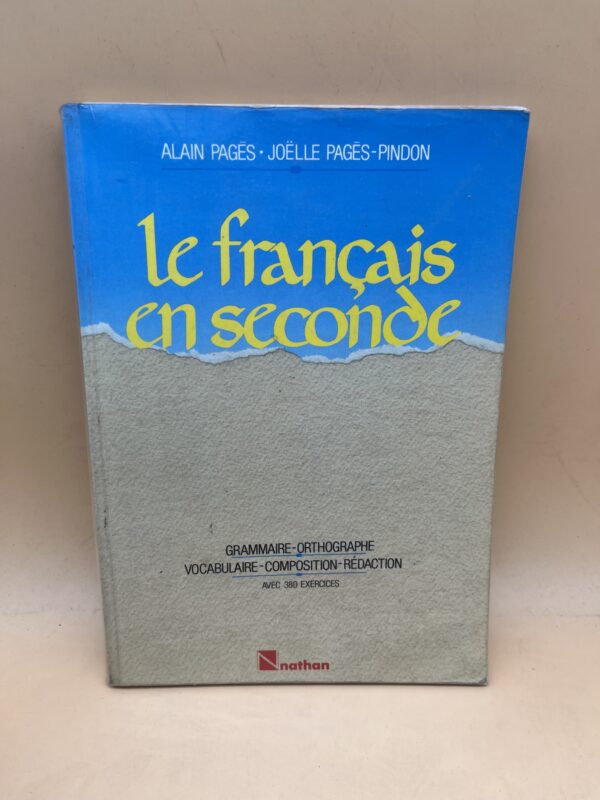 ALAIN PAGÈS • JOËLLE PAGÈS-PINDON
le français
en seconde
GRAMMAIRE-ORTHOGRAPHE
VOCABULAIRE-COMPOSITION-RÉDACTION
AVEC 380 EXERCICES
nathan